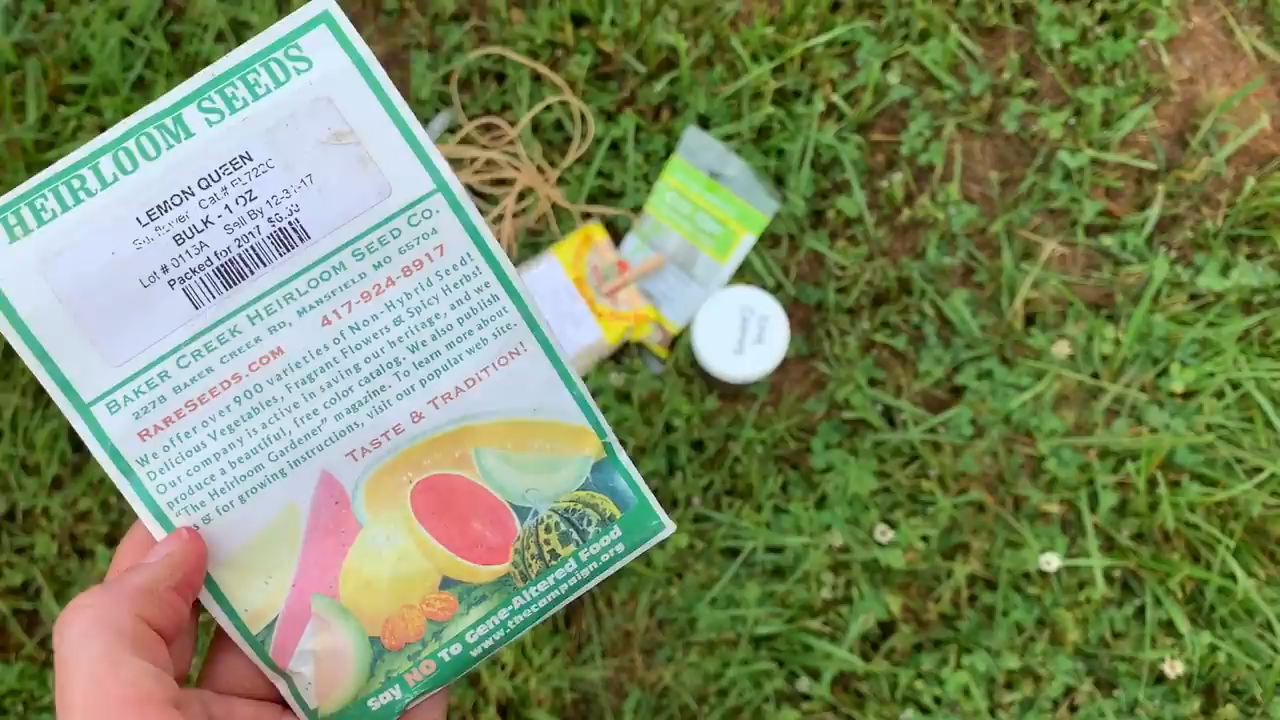 HEIRLOOM SEEDS
LEMON QUEEN
Cat# FL722C
BULK - 1 OZ
Lot # 0113A Sell By 12-31-17
Packed for 2017 $6.50
BAKER CREEK HEIRLOOM SEED CO.
2278 BAKER CREEK RD, MANSFIELD MO 65704
RARESEEDS.COM 417-924-8917
We offer over 900 varieties of Non-Hybrid Seed!
Delicious Vegetables, Fragrant Flowers & Spicy Herbs!
Our company is active in saving our heritage, and we
produce a beautiful, free color catalog. We also publish
"The Heirloom Gardener" magazine. To learn more about
& for growing instructions, visit our popular web site.
TASTE & TRADITION!
Say NO To Gene-Altered Food
www.thecampaign.org